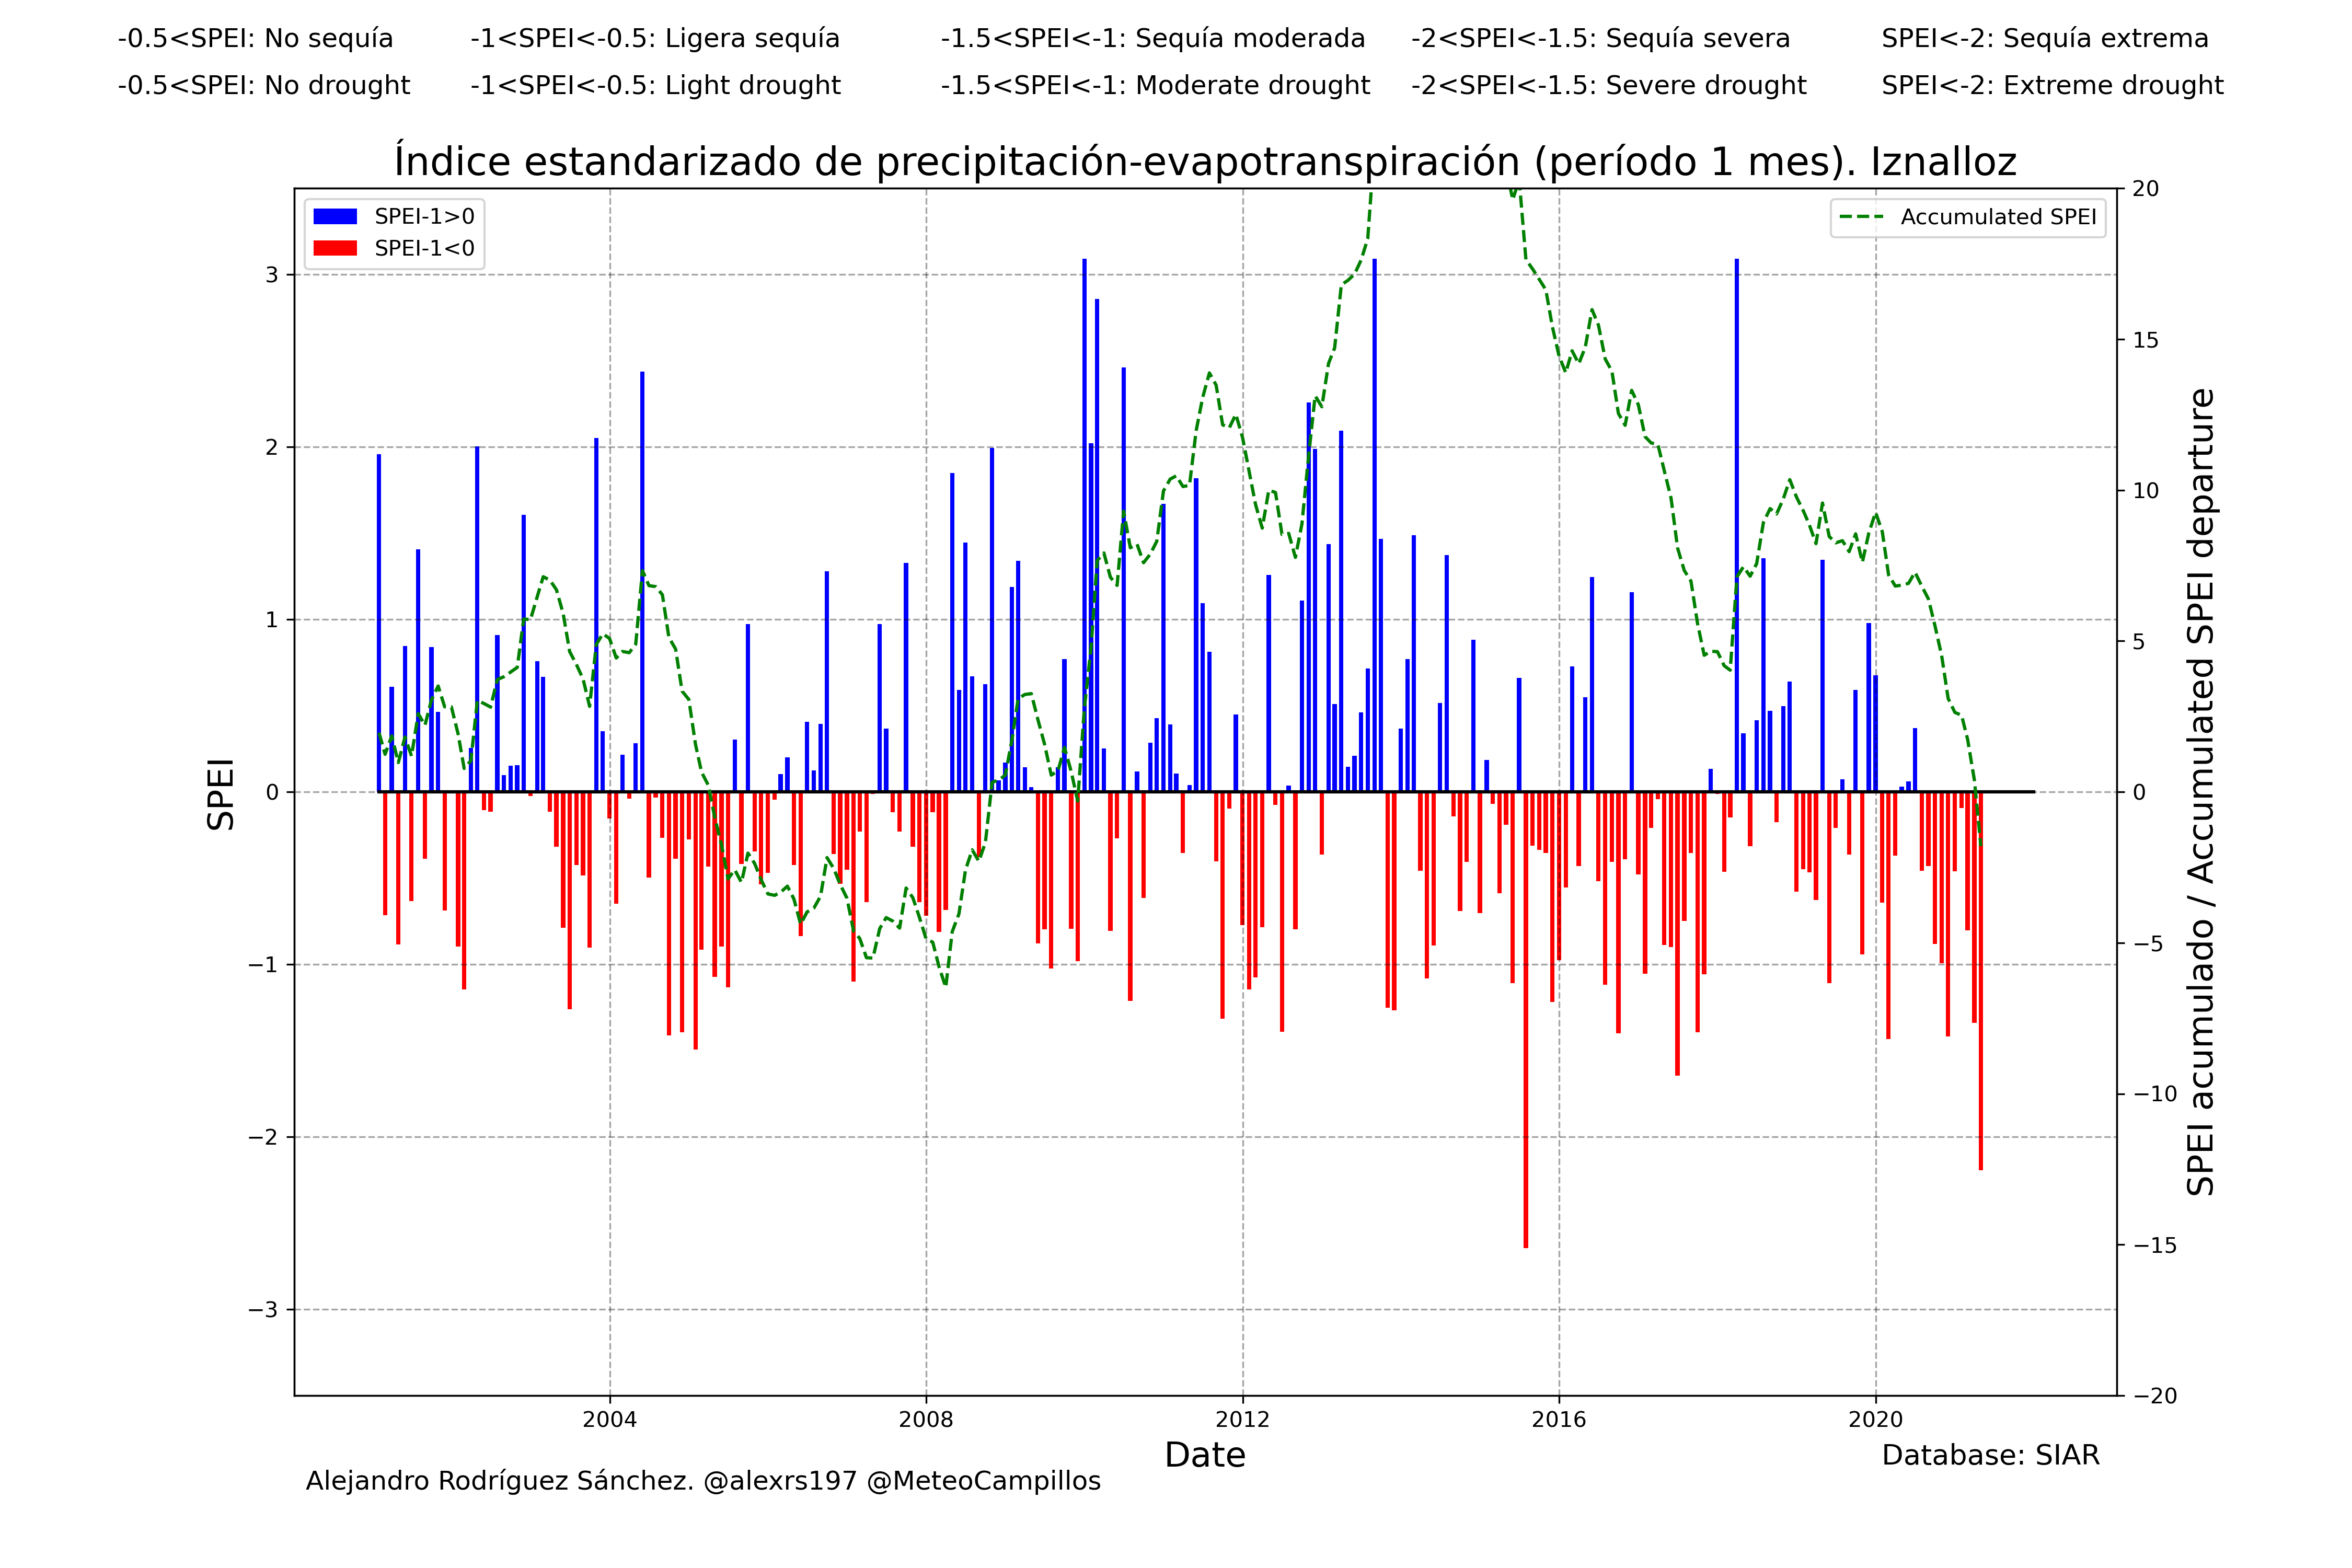 -0.5<SPEI: No sequía -1<SPEI<-0.5: Ligera sequía -1.5<SPEI<-1: Sequía moderada -2<SPEI<-1.5: Sequía severa SPEI<-2: Sequía extrema
-0.5<SPEI: No drought -1<SPEI<-0.5: Light drought -1.5<SPEI<-1: Moderate drought -2<SPEI<-1.5: Severe drought SPEI<-2: Extreme drought
Índice estandarizado de precipitación-evapotranspiración (período 1 mes). Iznalloz
SPEI-1>0
SPEI-1<0
Accumulated SPEI
SPEI
3
2
1
0
−1
−2
−3
20
15
10
5
0
−5
−10
−15
−20
SPEI acumulado / Accumulated SPEI departure
2004 2008 2012 2016 2020
Date
Database: SIAR
Alejandro Rodríguez Sánchez. @alexrs197 @MeteoCampillos